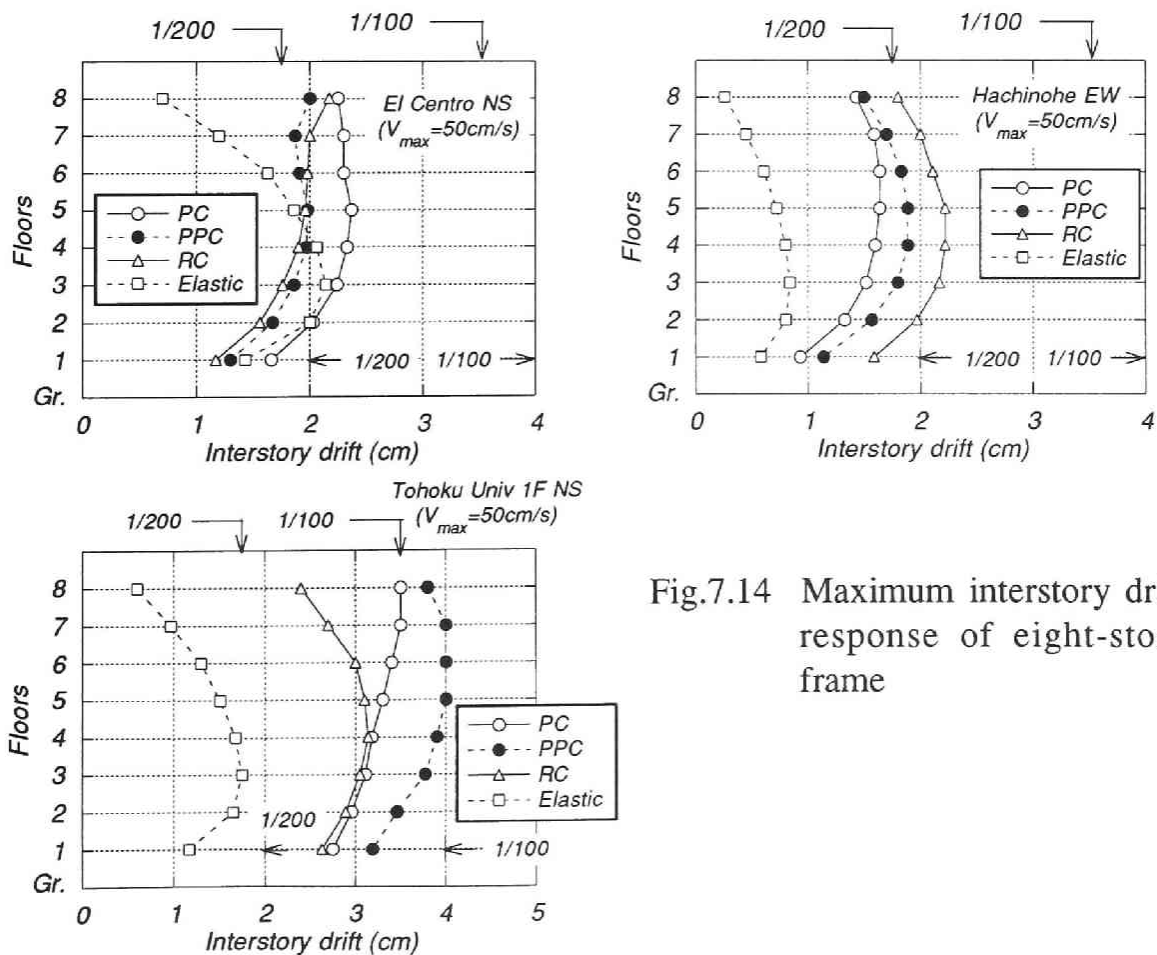 1/200
1/100
8
7
6
5
4
3
2
1
Gr.
Floors
El Centro NS
(Vmax=50cm/s)
PC
PPC
RC
Elastic
1/200
1/100
0
1
2
3
4
Interstory drift (cm)
1/200
1/100
8
7
6
5
4
3
2
1
Gr.
Floors
Hachinohe EW
(Vmax=50cm/s)
PC
PPC
RC
Elastic
1/200
1/100
0
1
2
3
4
Interstory drift (cm)
Tohoku Univ 1F NS
(Vmax=50cm/s)
1/200
1/100
8
7
6
5
4
3
2
1
Gr.
Floors
PC
PPC
RC
Elastic
1/200
1/100
0
1
2
3
4
5
Interstory drift (cm)
Fig.7.14 Maximum interstory dr
response of eight-sto
frame